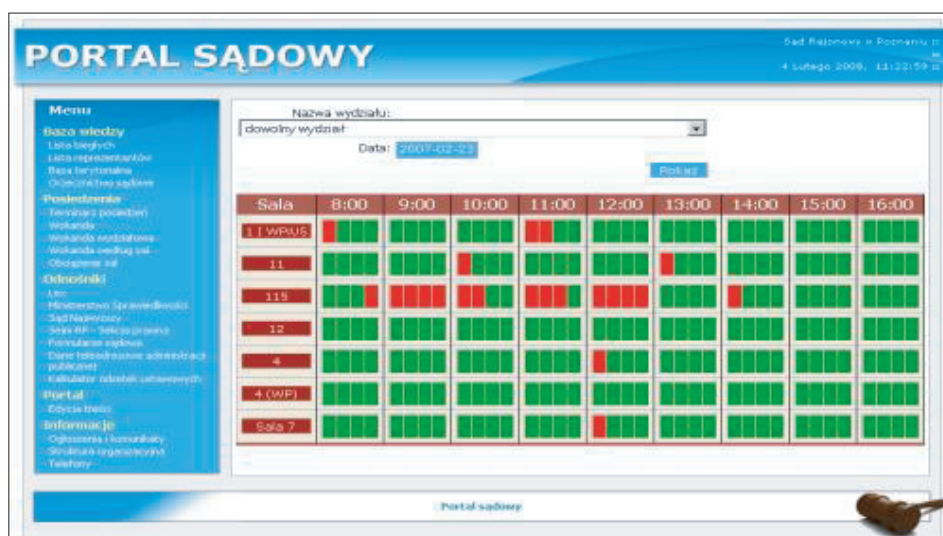 PORTAL SĄDOWY
Sąd Rejonowy w Poznaniu
4 Lutego 2008, 11:22:59
Menu
Baza wiedzy
Lista biegłych
Lista reprezentantów
Baza terytorialna
Orzecznictwo sądowe
Posiedzenia
Terminarz posiedzeń
Wokanda
Wokanda wydziałowa
Wokanda według sal
Obciążenie sal
Odnośniki
Ministerstwo Sprawiedliwości
Sąd Najwyższy
Sejm RP - Sekcja prawna
Formularze sądowe
Dane teleadresowe administracji
publicznej
Kalkulator odsetek ustawowych
Portal
Edycja treści
Informacje
Ogłoszenia i komunikaty
Struktura organizacyjna
Telefony
Nazwa wydziału:
dowolny wydział
Data: 2007-02-23
Pokaż
Sala 8:00 9:00 10:00 11:00 12:00 13:00 14:00 15:00 16:00
1 I WPiUS
11
115
12
4
4 (WP)
Sala 7
Portal sądowy